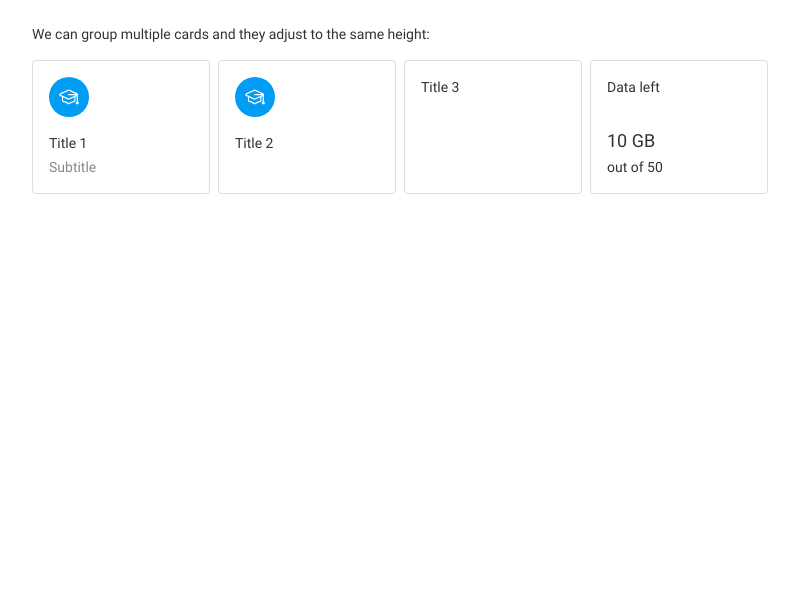 We can group multiple cards and they adjust to the same height:
Title 1
Subtitle
Title 2
Title 3
Data left
10 GB
out of 50